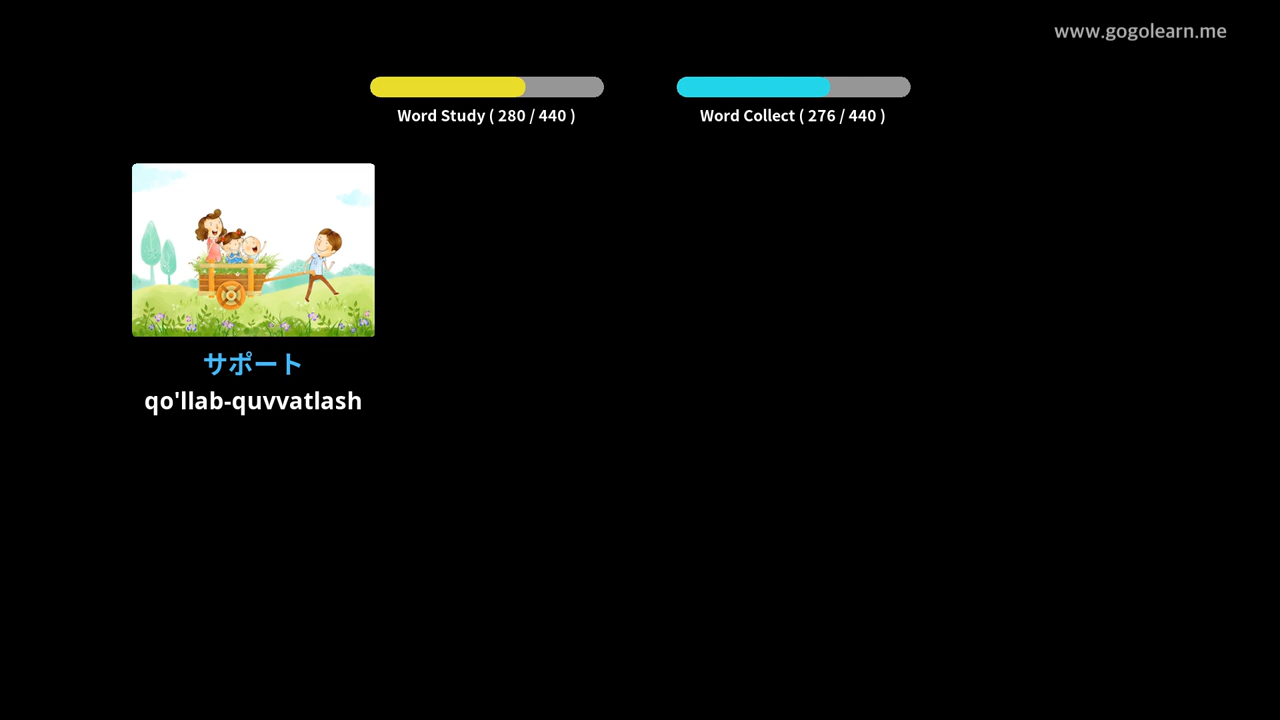 www.gogolearn.me
Word Study ( 280 / 440 )
Word Collect ( 276 / 440 )
サポート
qo'llab-quvvatlash